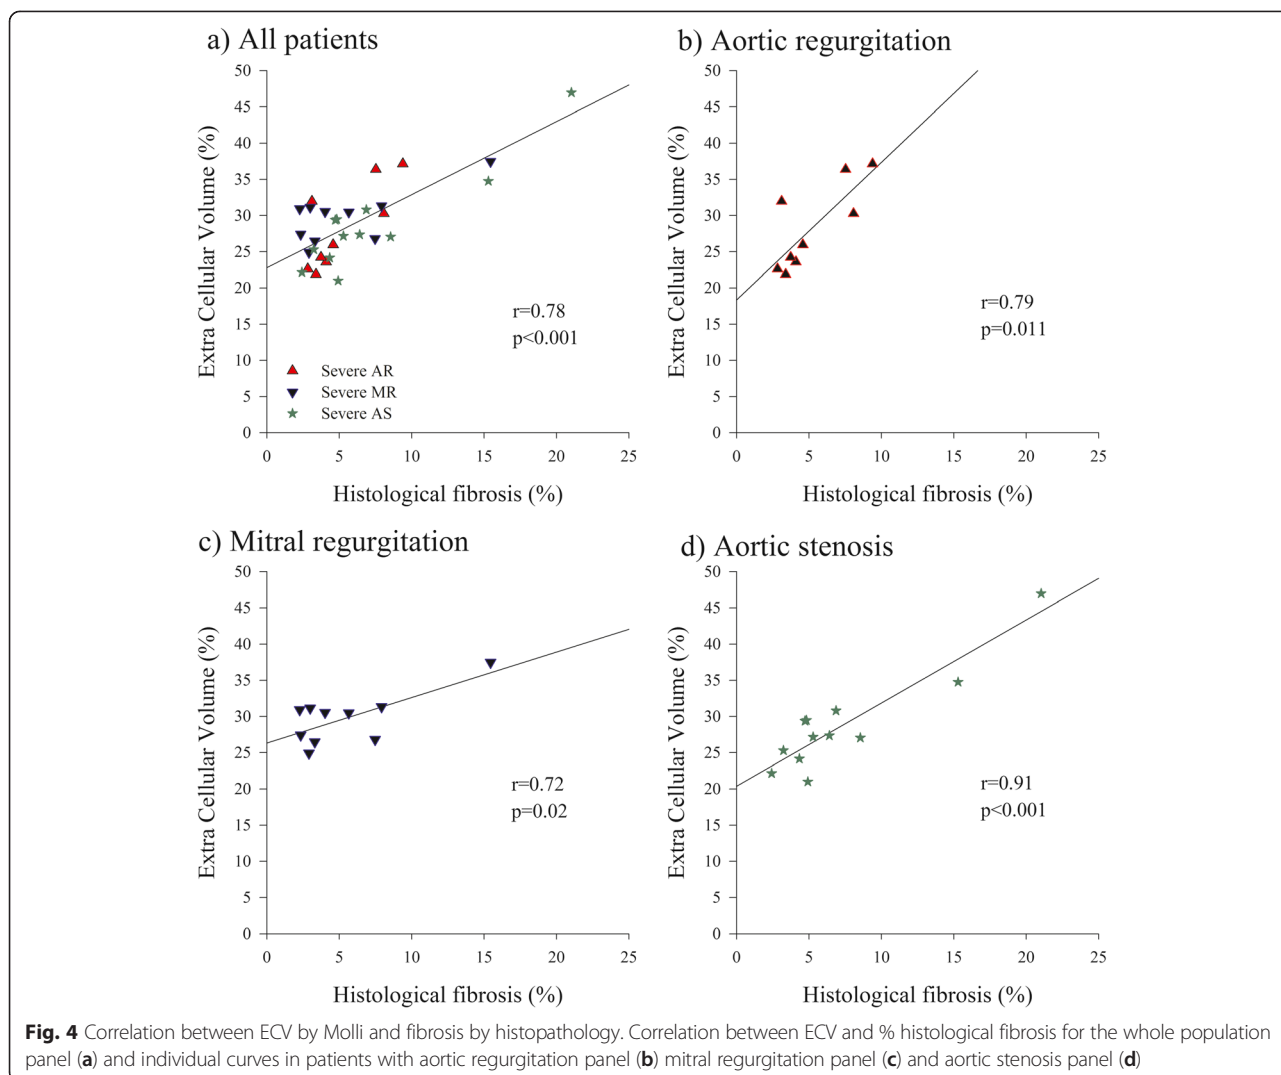 a) All patients
50
45
40
35
30
25
20
15
10
5
0
Extra Cellular Volume (%)
r=0.78
p<0.001
Severe AR
Severe MR
Severe AS
0 5 10 15 20 25
Histological fibrosis (%)
b) Aortic regurgitation
50
45
40
35
30
25
20
15
10
5
0
Extra Cellular Volume (%)
r=0.79
p=0.011
0 5 10 15 20 25
Histological fibrosis (%)
c) Mitral regurgitation
50
45
40
35
30
25
20
15
10
5
0
Extra Cellular Volume (%)
r=0.72
p=0.02
0 5 10 15 20 25
Histological fibrosis (%)
d) Aortic stenosis
50
45
40
35
30
25
20
15
10
5
0
Extra Cellular Volume (%)
r=0.91
p<0.001
0 5 10 15 20 25
Histological fibrosis (%)
Fig. 4 Correlation between ECV by Molli and fibrosis by histopathology. Correlation between ECV and % histological fibrosis for the whole population
panel (a) and individual curves in patients with aortic regurgitation panel (b) mitral regurgitation panel (c) and aortic stenosis panel (d)